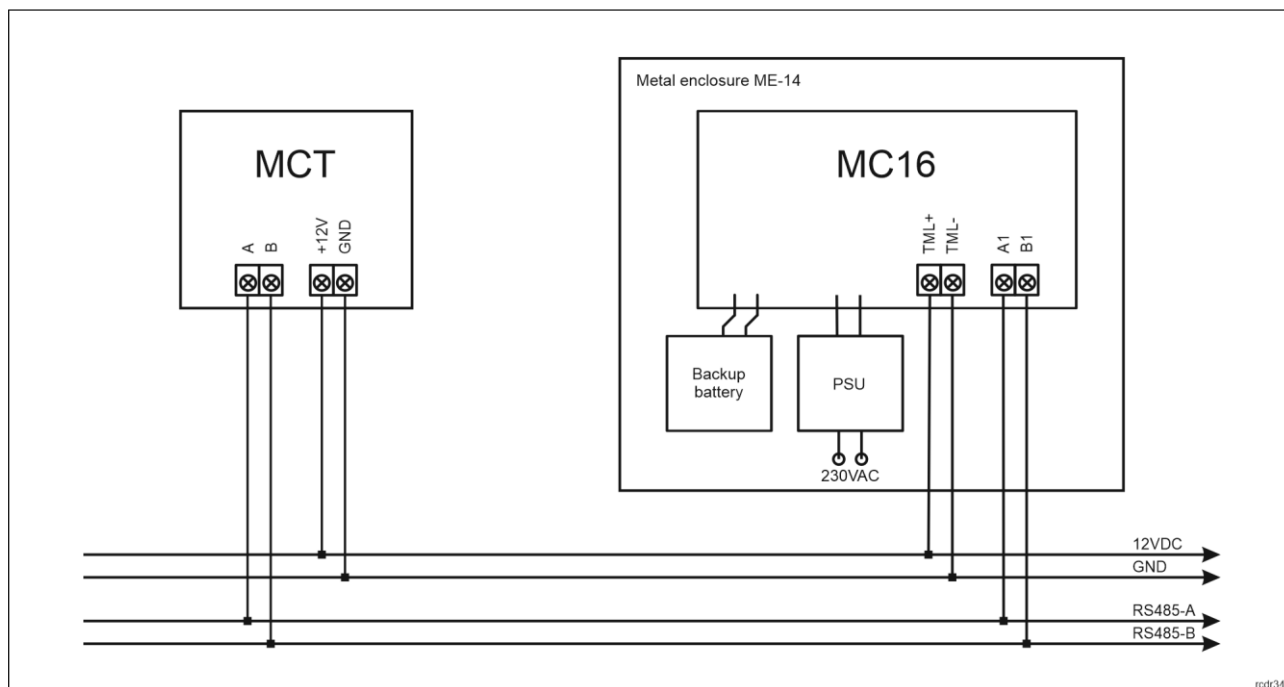 Metal enclosure ME-14
MCT
MC16
A
B
+12V
GND
TML+
TML-
A1
B1
Backup
battery
PSU
230VAC
12VDC
GND
RS485-A
RS485-B
rcdr34